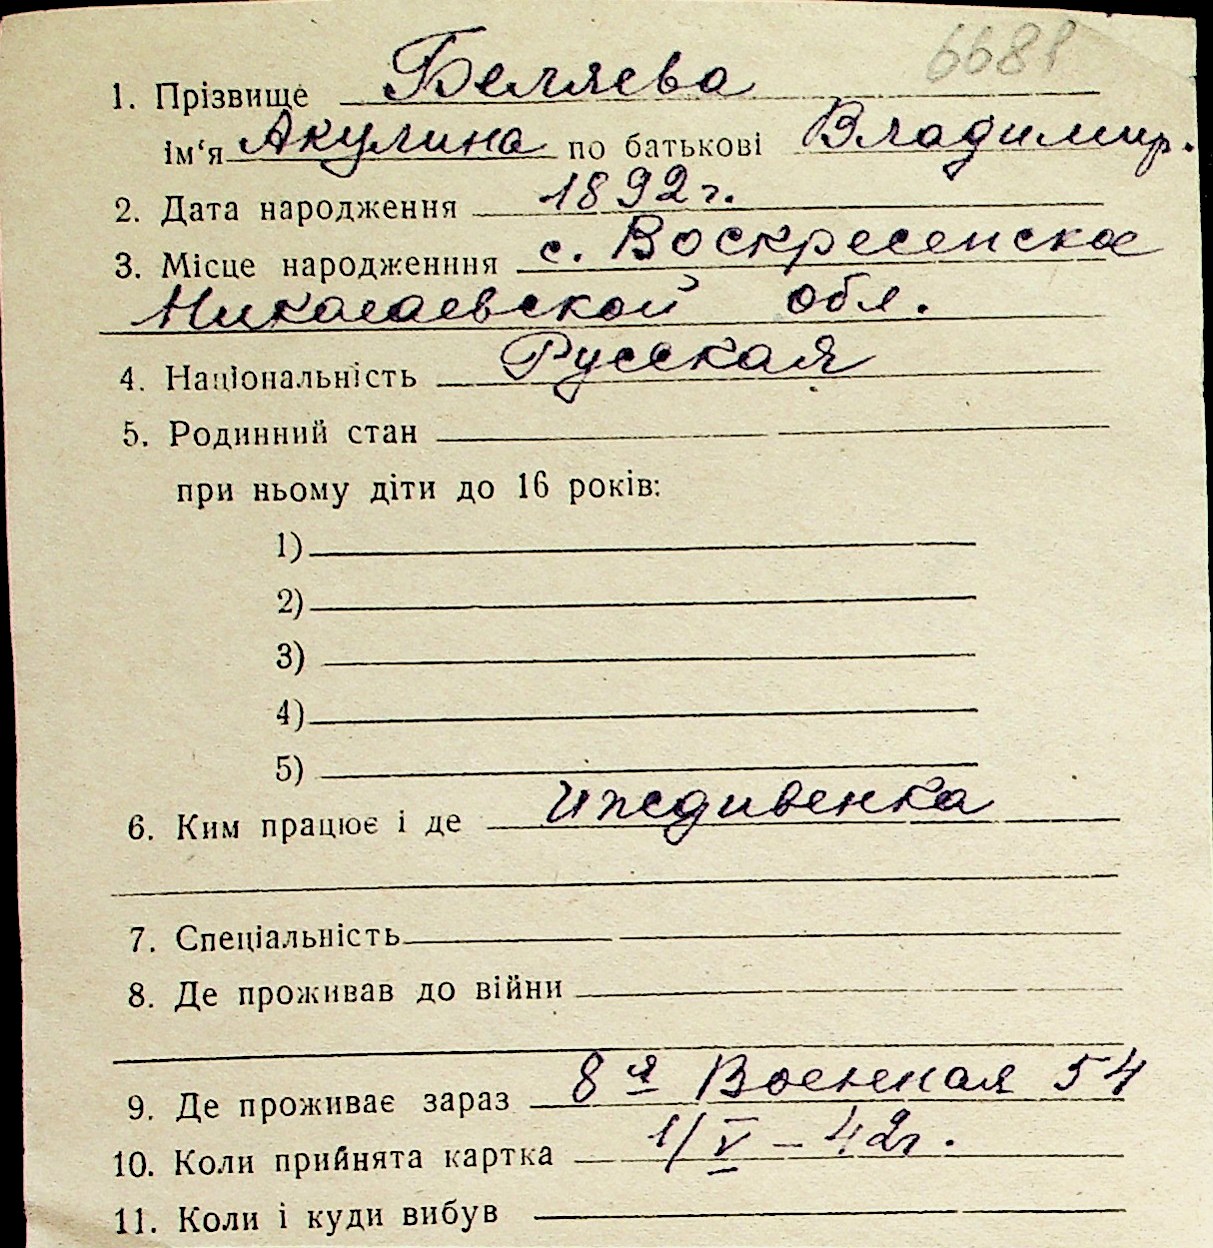 6681
1. Прізвище Беляева
ім‘я Акулина по батькові Владимир.
2. Дата народження 1892 г.
3. Місце народженння с. Воскресенское
Николаевской обл.
4. Національність Русская
5. Родинний стан
при ньому діти до 16 років:
1)
2)
3)
4)
5)
6. Ким працює і де Иждивенка
7. Спеціальність
8. Де проживав до війни
9. Де проживає зараз 8я Военная 54
10. Коли прийнята картка 1/V – 42г.
11. Коли і куди вибув